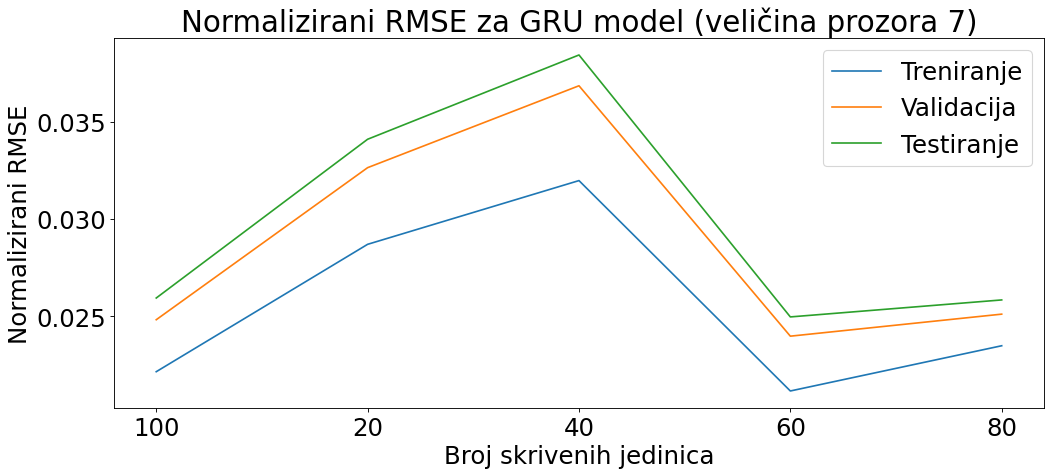 Normalizirani RMSE za GRU model (veličina prozora 7)
Treniranje
Validacija
Testiranje
Normalizirani RMSE
0.035
0.030
0.025
100 20 40 60 80
Broj skrivenih jedinica